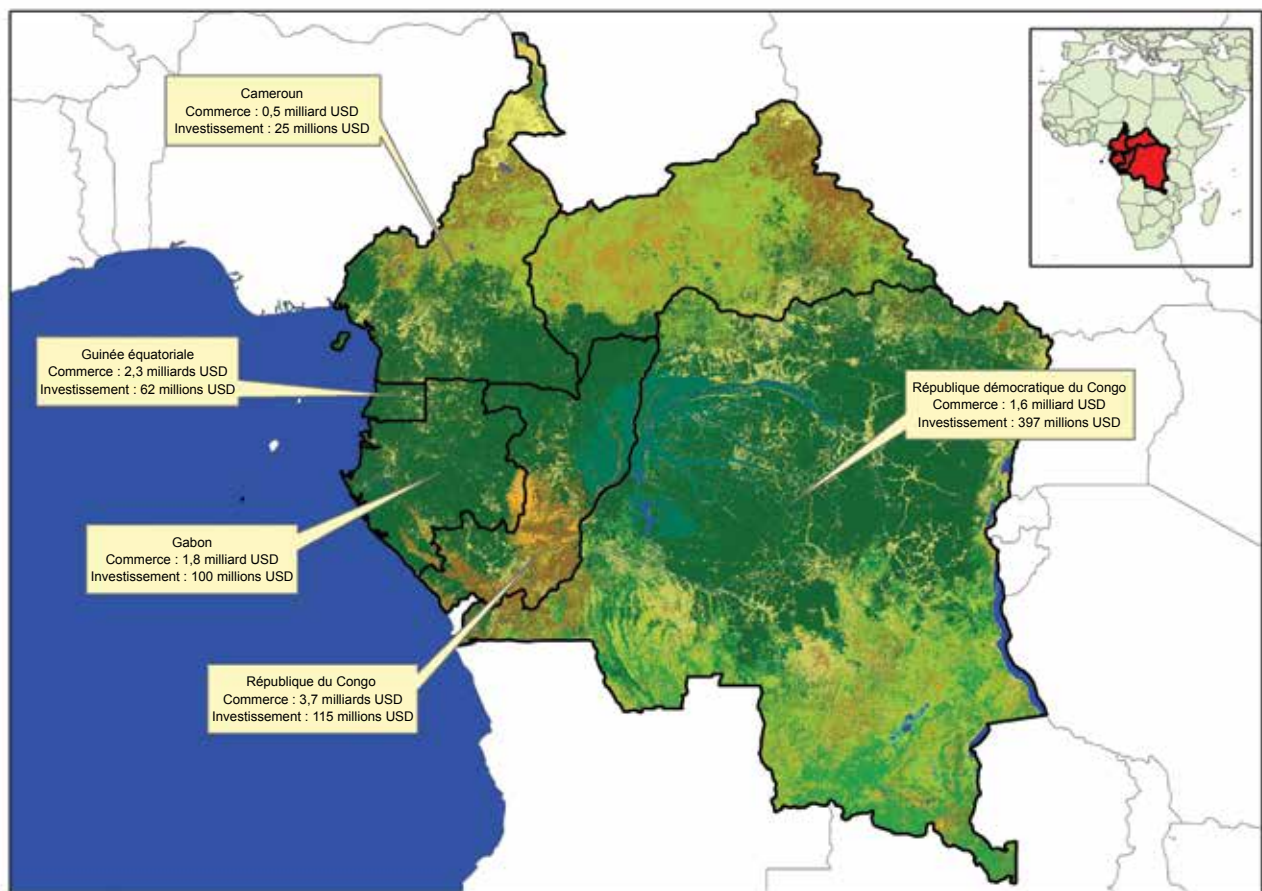 Cameroun
Commerce : 0,5 milliard USD
Investissement : 25 millions USD
Guinée équatoriale
Commerce : 2,3 milliards USD
Investissement : 62 millions USD
République démocratique du Congo
Commerce : 1,6 milliard USD
Investissement : 397 millions USD
Gabon
Commerce : 1,8 milliard USD
Investissement : 100 millions USD
République du Congo
Commerce : 3,7 milliards USD
Investissement : 115 millions USD